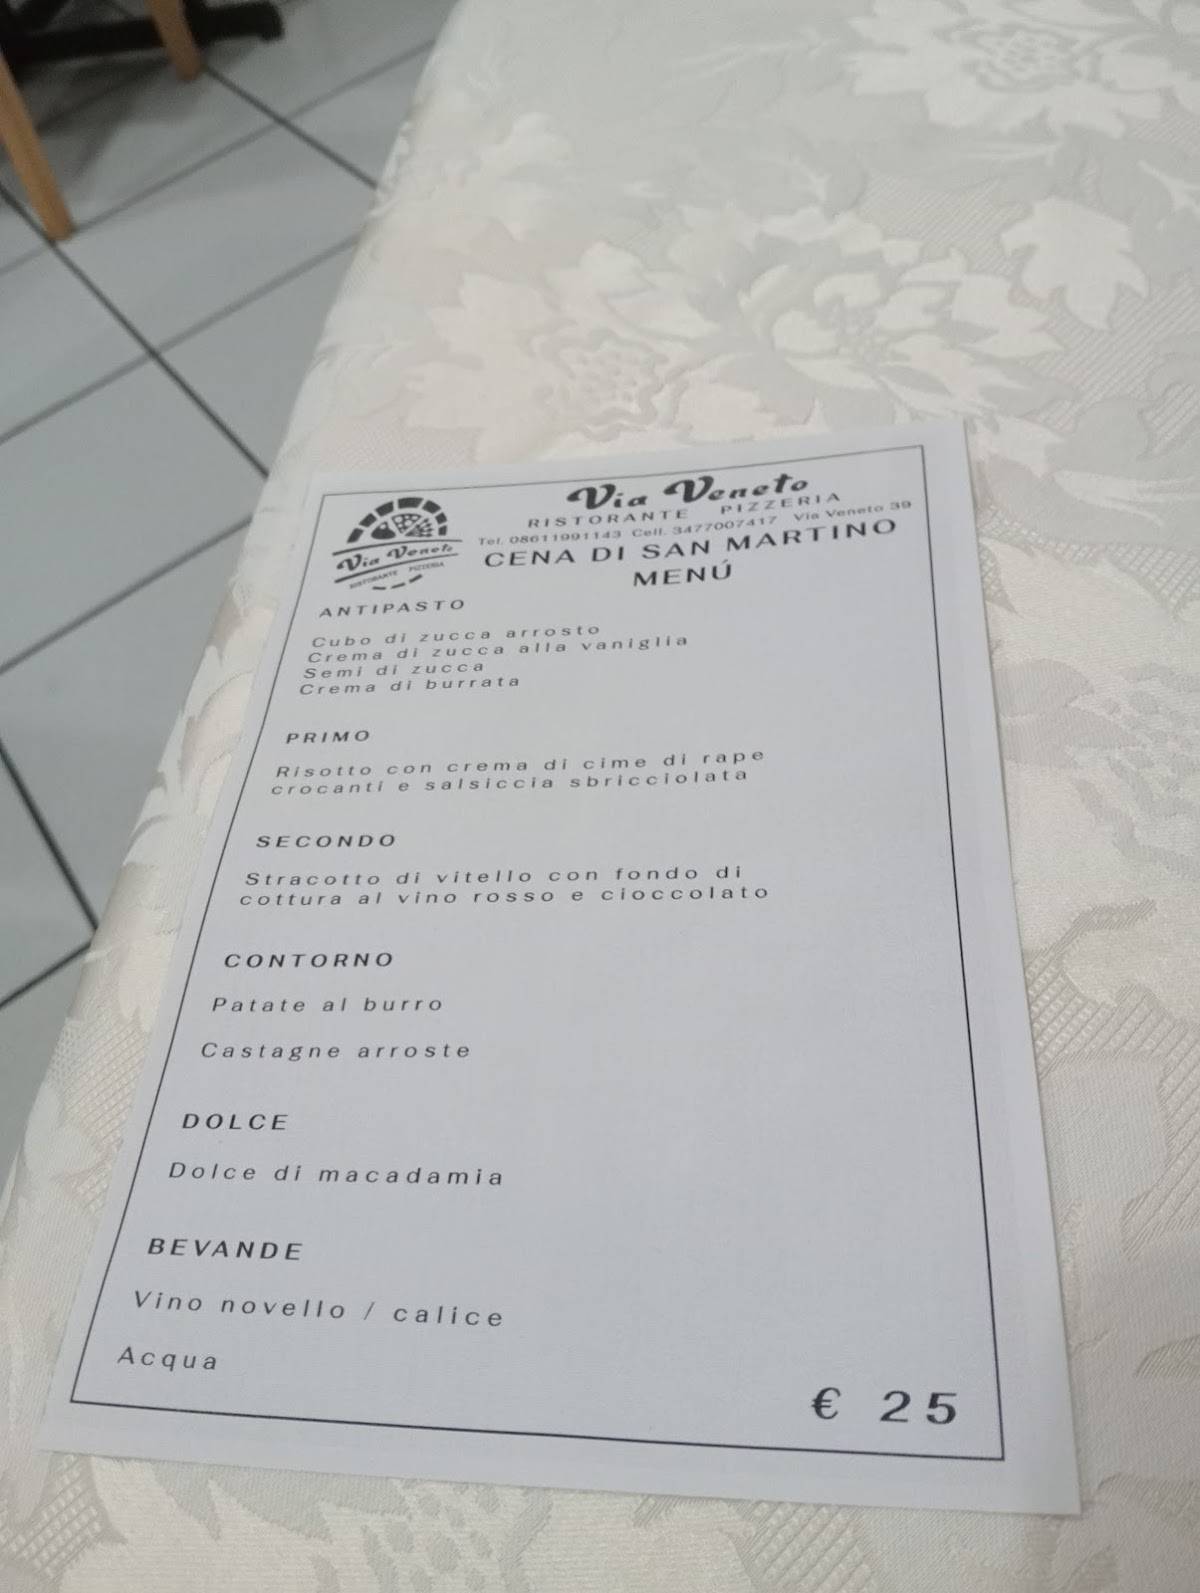 Via Veneto
RISTORANTE PIZZERIA
Tel. 08611991143 Cell. 3477007417 Via Veneto 39
Via Veneto
RISTORANTE PIZZERIA
CENA DI SAN MARTINO
MENÚ
ANTIPASTO
Cubo di zucca arrosto
Crema di zucca alla vaniglia
Semi di zucca
Crema di burrata
PRIMO
Risotto con crema di cime di rape
crocanti e salsiccia sbricciolata
SECONDO
Stracotto di vitello con fondo di
cottura al vino rosso e cioccolato
CONTORNO
Patate al burro
Castagne arroste
DOLCE
Dolce di macadamia
BEVANDE
Vino novello / calice
Acqua
€ 25